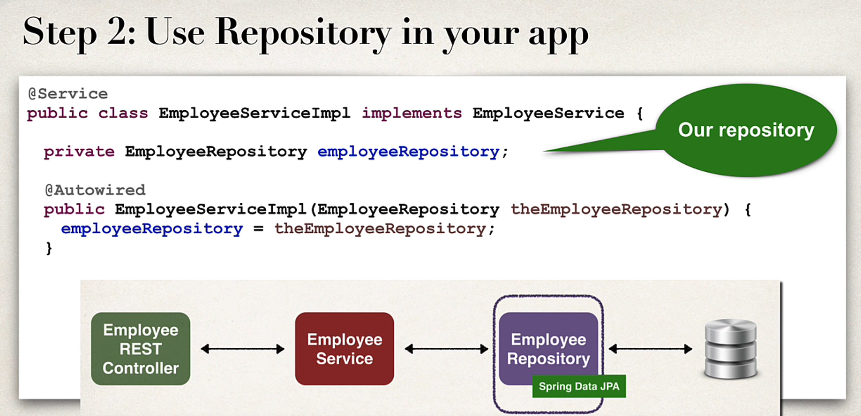 Step 2: Use Repository in your app
@Service
public class EmployeeServiceImpl implements EmployeeService {
private EmployeeRepository employeeRepository;
Our repository
@Autowired
public EmployeeServiceImpl(EmployeeRepository theEmployeeRepository) {
employeeRepository = theEmployeeRepository;
}
Employee
REST
Controller
Employee
Service
Employee
Repository
Spring Data JPA